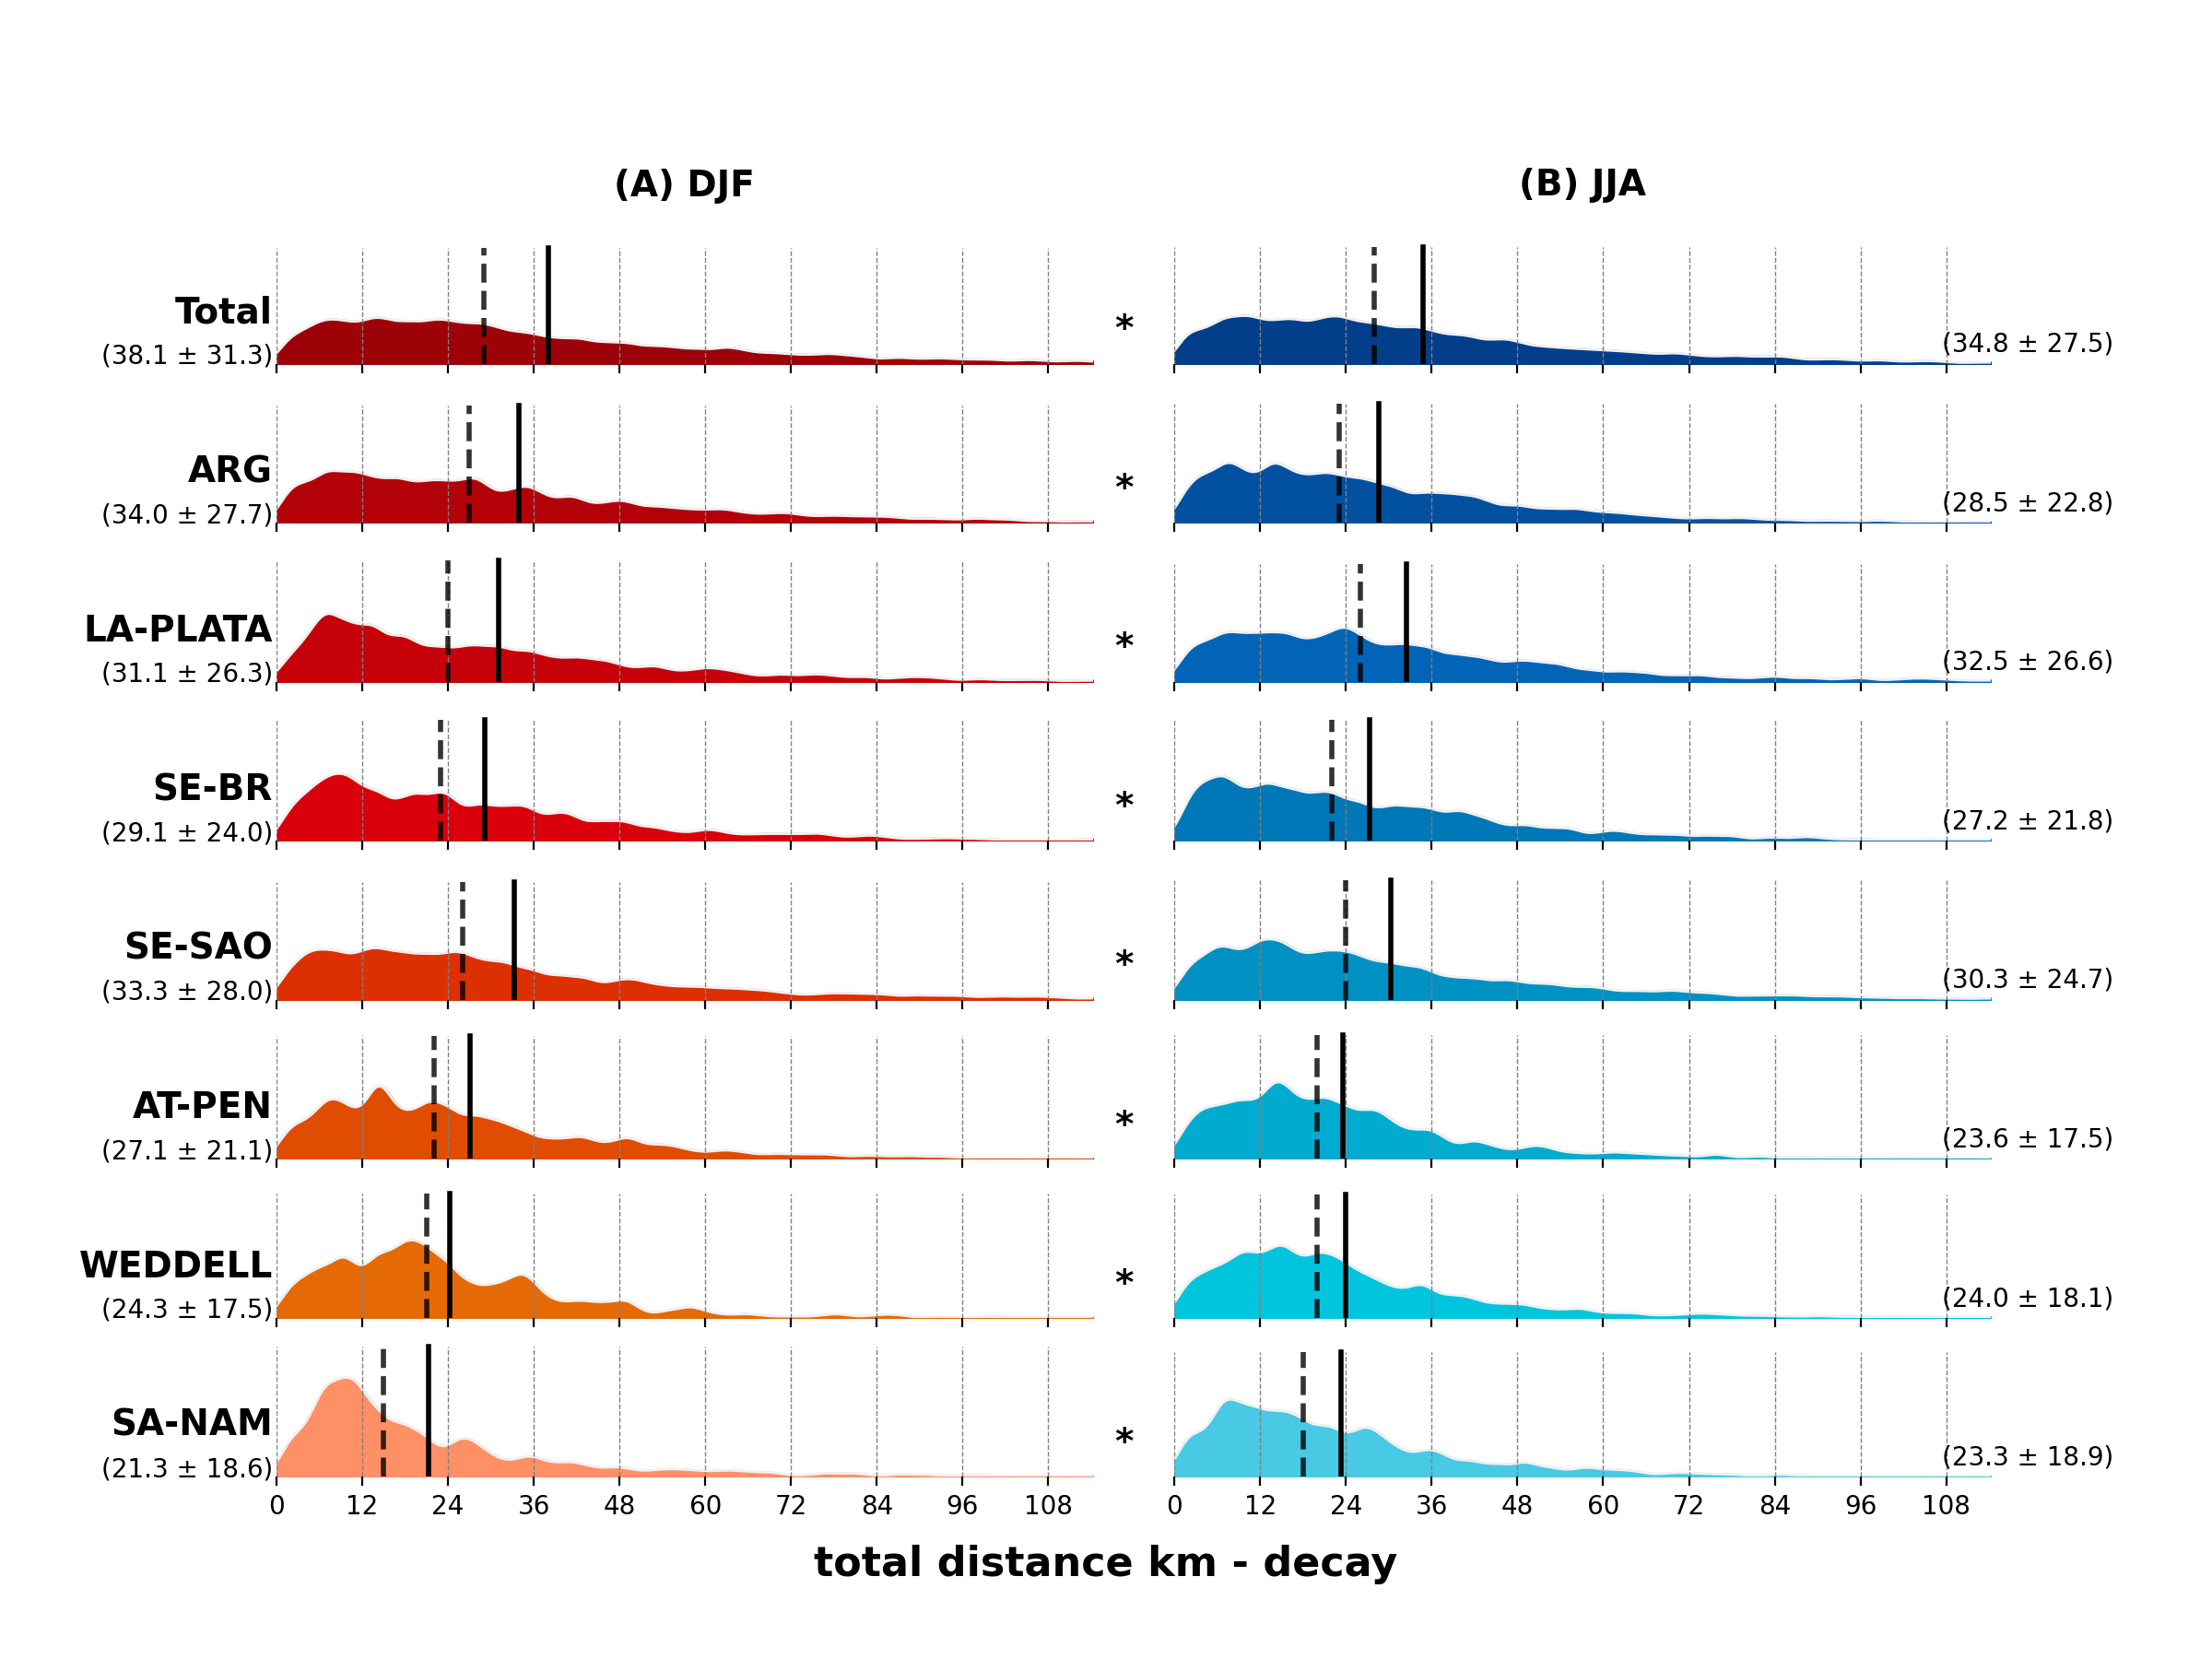 (A) DJF
(B) JJA
Total
(38.1 ± 31.3)
*
(34.8 ± 27.5)
ARG
(34.0 ± 27.7)
*
(28.5 ± 22.8)
LA-PLATA
(31.1 ± 26.3)
*
(32.5 ± 26.6)
SE-BR
(29.1 ± 24.0)
*
(27.2 ± 21.8)
SE-SAO
(33.3 ± 28.0)
*
(30.3 ± 24.7)
AT-PEN
(27.1 ± 21.1)
*
(23.6 ± 17.5)
WEDDELL
(24.3 ± 17.5)
*
(24.0 ± 18.1)
SA-NAM
(21.3 ± 18.6)
*
(23.3 ± 18.9)
0 12 24 36 48 60 72 84 96 108
0 12 24 36 48 60 72 84 96 108
total distance km - decay